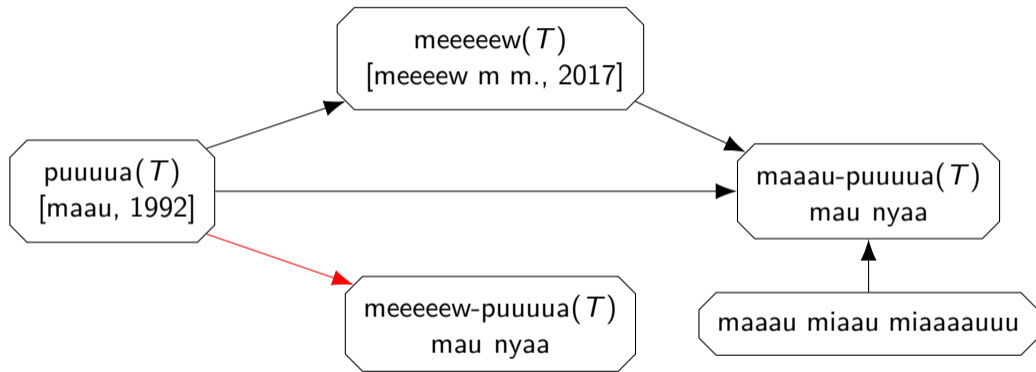 meeeeew(T)
[meeeew m m., 2017]
puuuua(T)
[maau, 1992]
maaau-puuuua(T)
mau nyaa
meeeeew-puuuua(T)
mau nyaa
maaau miaau miaaaauuu